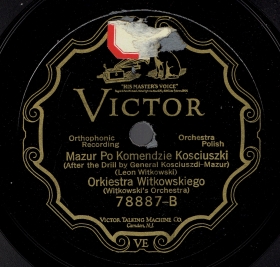 "HIS MASTER'S VOICE"
VICTOR
Orthophonic
Recording
Orchestra
Polish
Mazur Po Komendzie Kosciuszki
(After the Drill by General Kosciuszdi-Mazur)
(Leon Witkowski)
Orkiestra Witkowskiego
(Witkowski's Orchestra)
78887-B
VICTOR TALKING MACHINE CO.
Camden, N.J.
VE